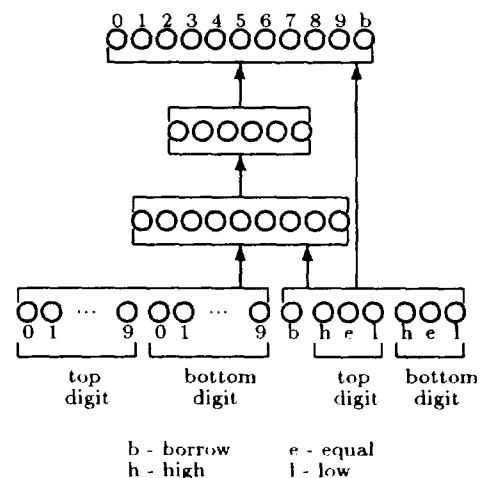 0 1 2 3 4 5 6 7 8 9 b
0 1 ... 9 0 1 ... 9 b h e l h e l
top bottom top bottom
digit digit digit digit
b - borrow e - equal
h - high l - low